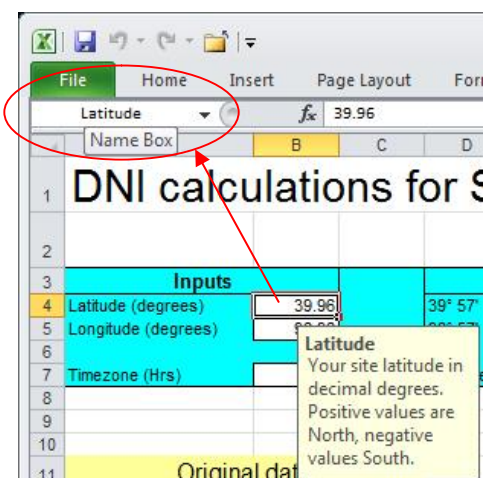 File Home Insert Page Layout
Latitude fx 39.96
Name Box
B C D
1 DNI calculations for
2
3 Inputs
4 Latitude (degrees) 39.96 39° 57'
5 Longitude (degrees)
6
7 Timezone (Hrs)
8
9
10
11 Original
Latitude
Your site latitude in
decimal degrees.
Positive values are
North, negative
values South.